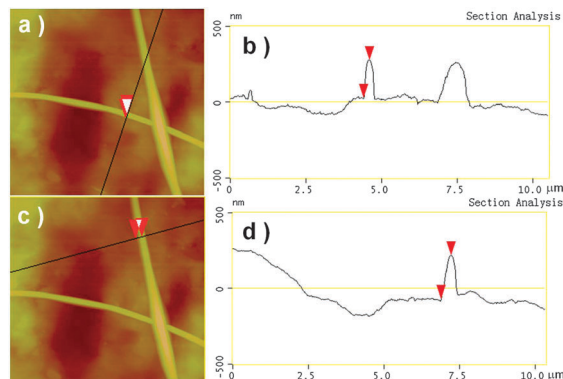 a )
b )
nm
Section Analysis
500
0
-500
0
2.5
5.0
7.5
10.0
µm
c )
d )
nm
Section Analysis
500
0
-500
0
2.5
5.0
7.5
10.0
µm